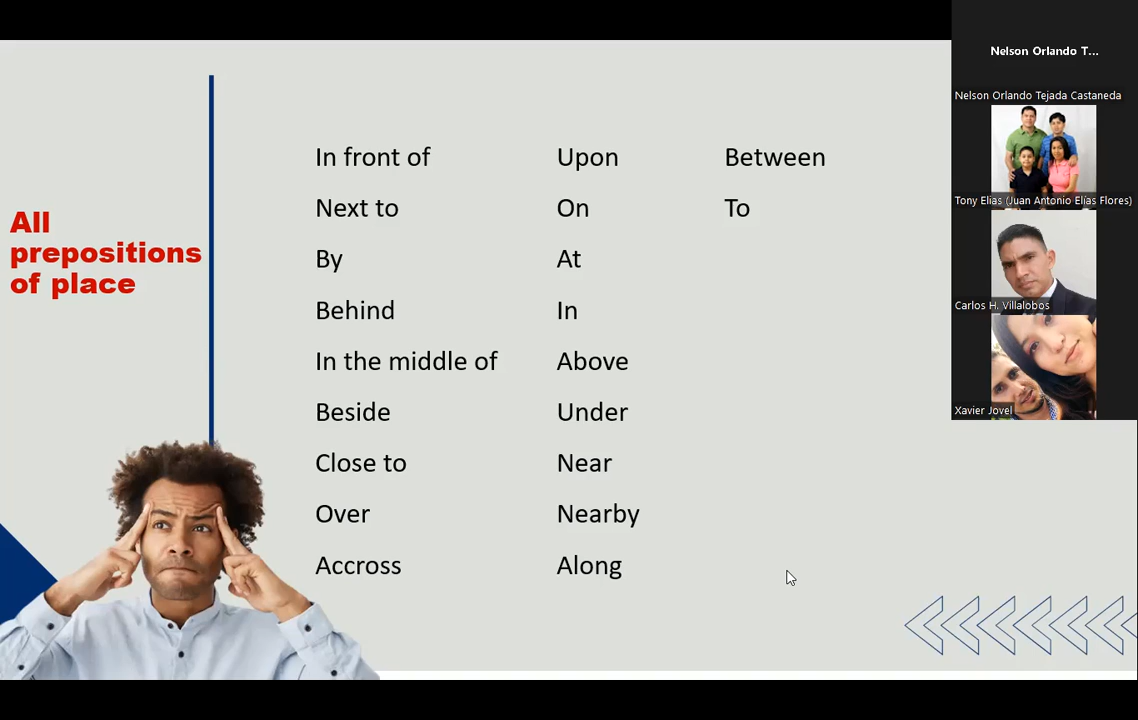 All
prepositions
of place
In front of
Next to
By
Behind
In the middle of
Beside
Close to
Over
Accross
Upon
On
At
In
Above
Under
Near
Nearby
Along
Between
To
Nelson Orlando T...
Nelson Orlando Tejada Castaneda
Tony Elias (Juan Antonio Elías Flores)
Carlos H. Villalobos
Xavier Jovel